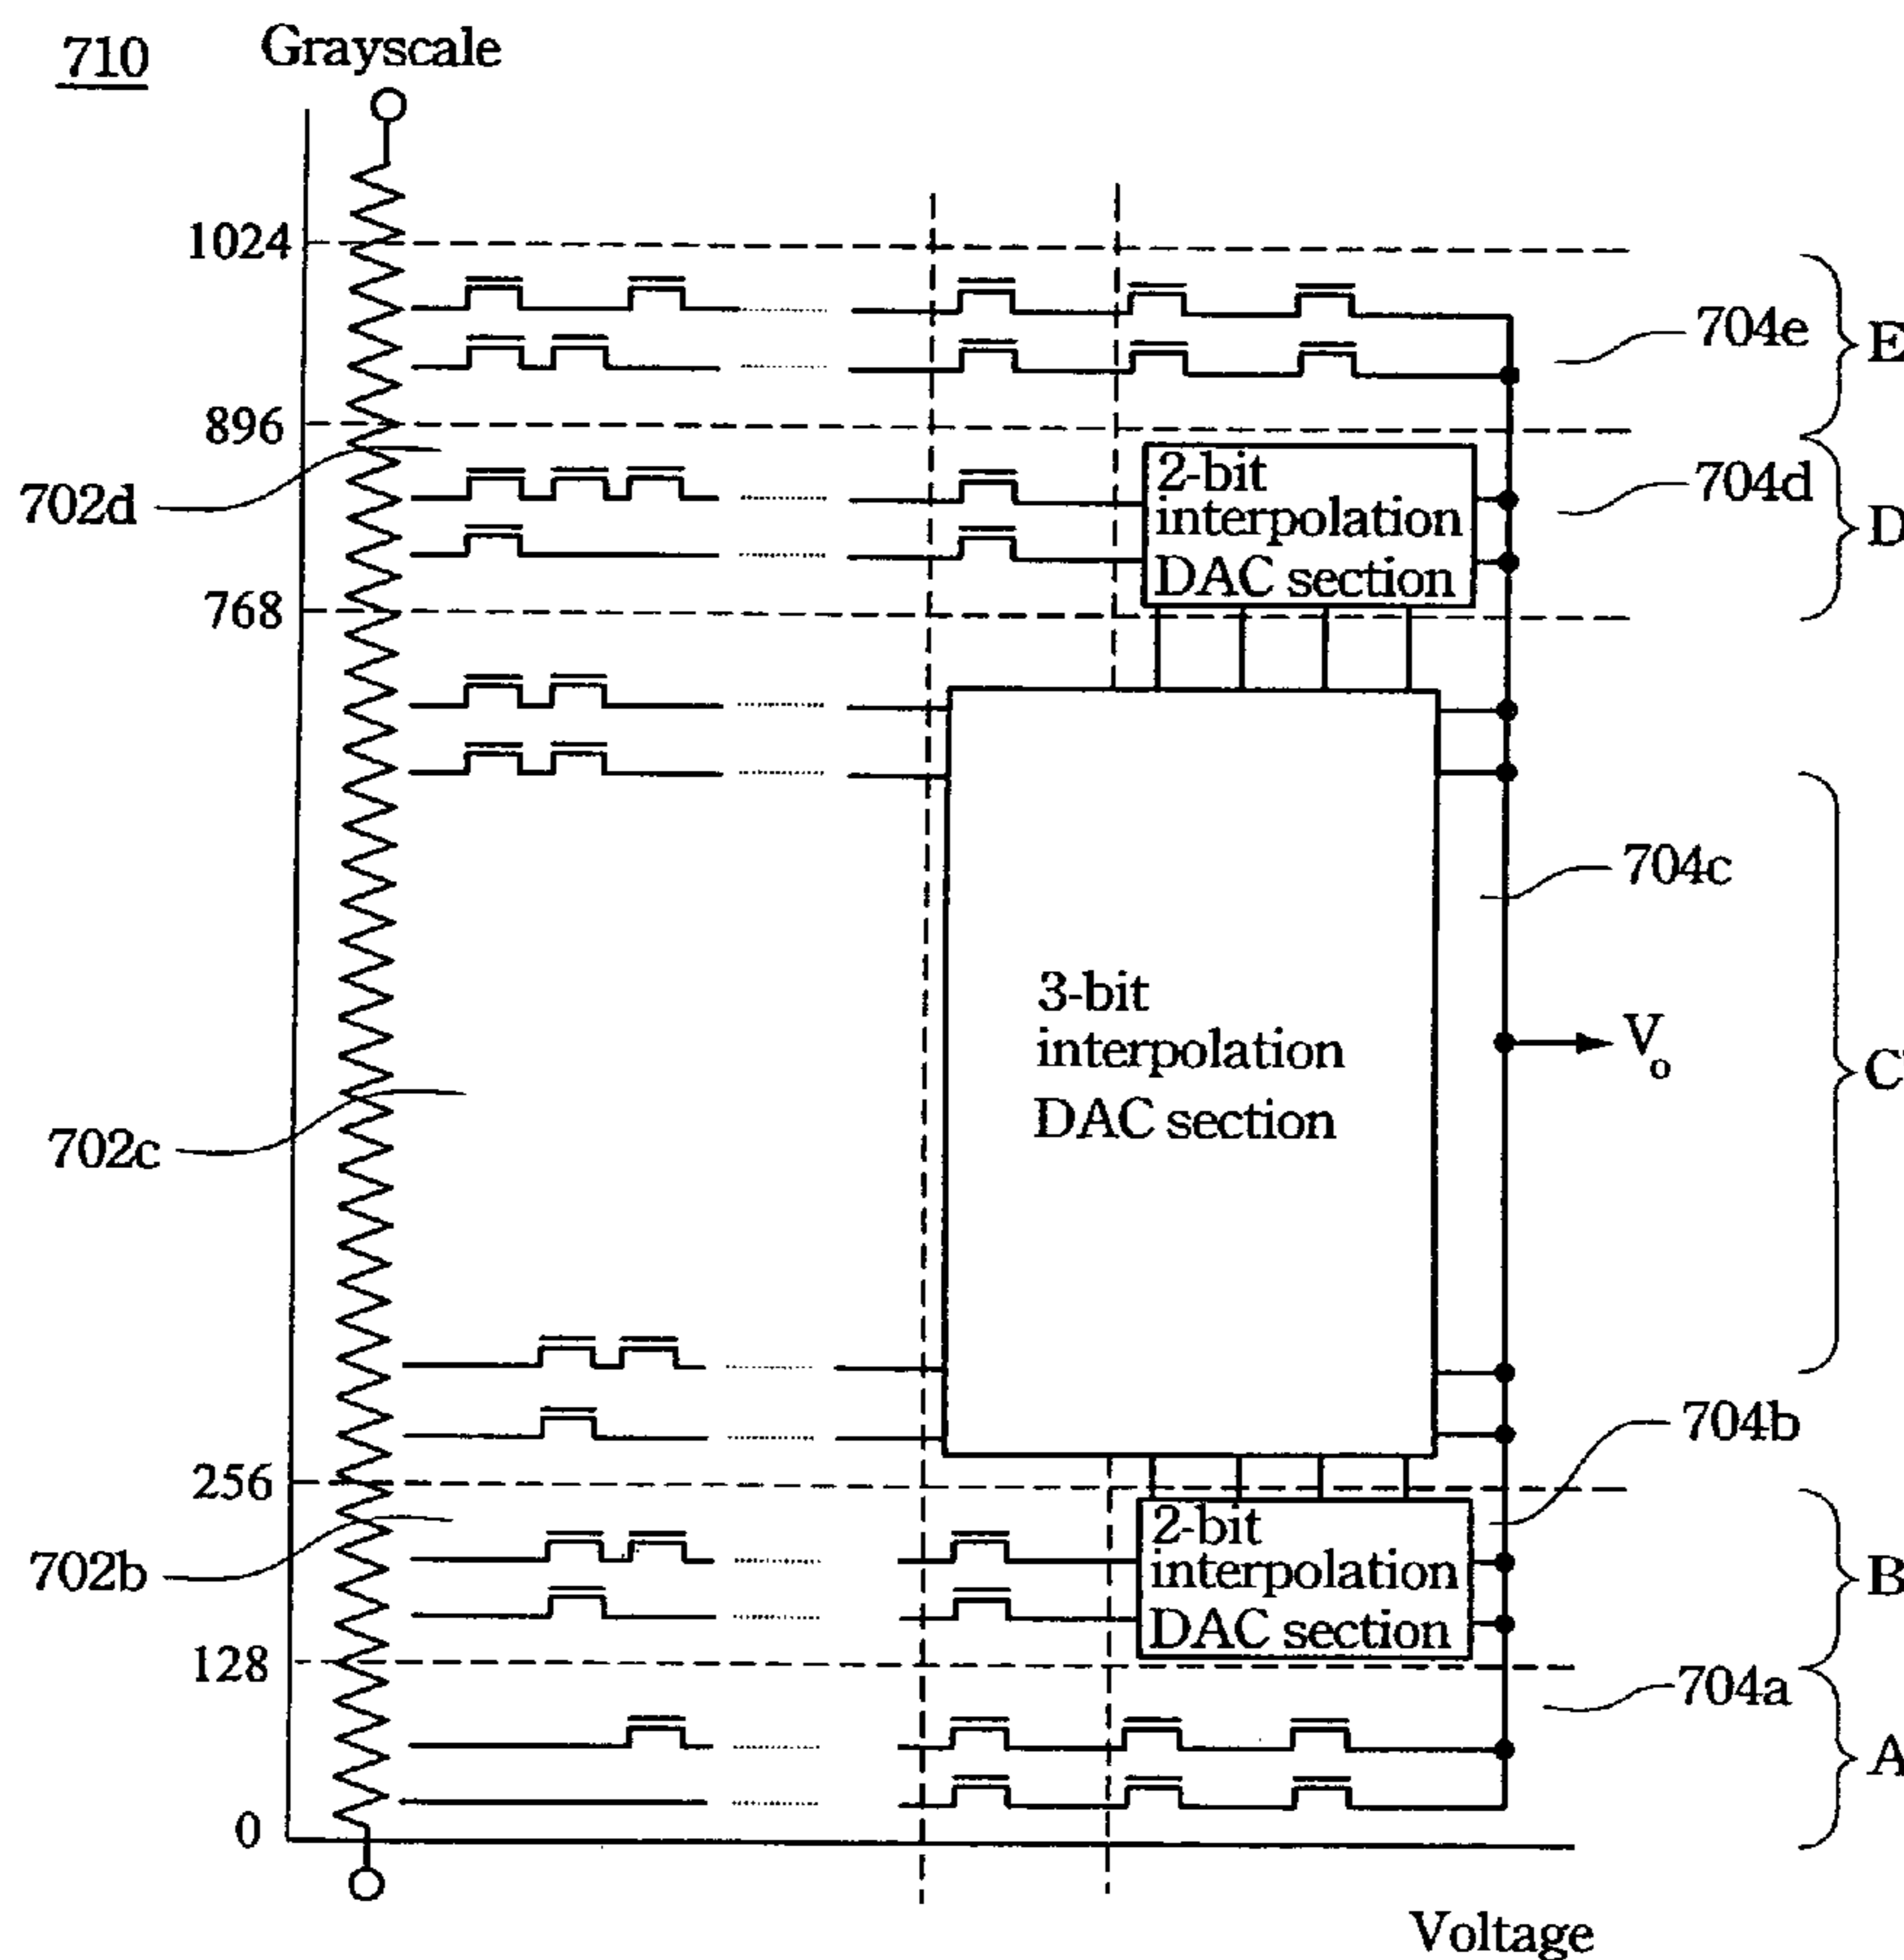 710
Grayscale
1024
704e
E
896
2-bit
interpolation
DAC section
702d
704d
D
768
704c
3-bit
interpolation
DAC section
Vo
C
702c
704b
256
2-bit
interpolation
DAC section
702b
B
128
704a
A
0
Voltage